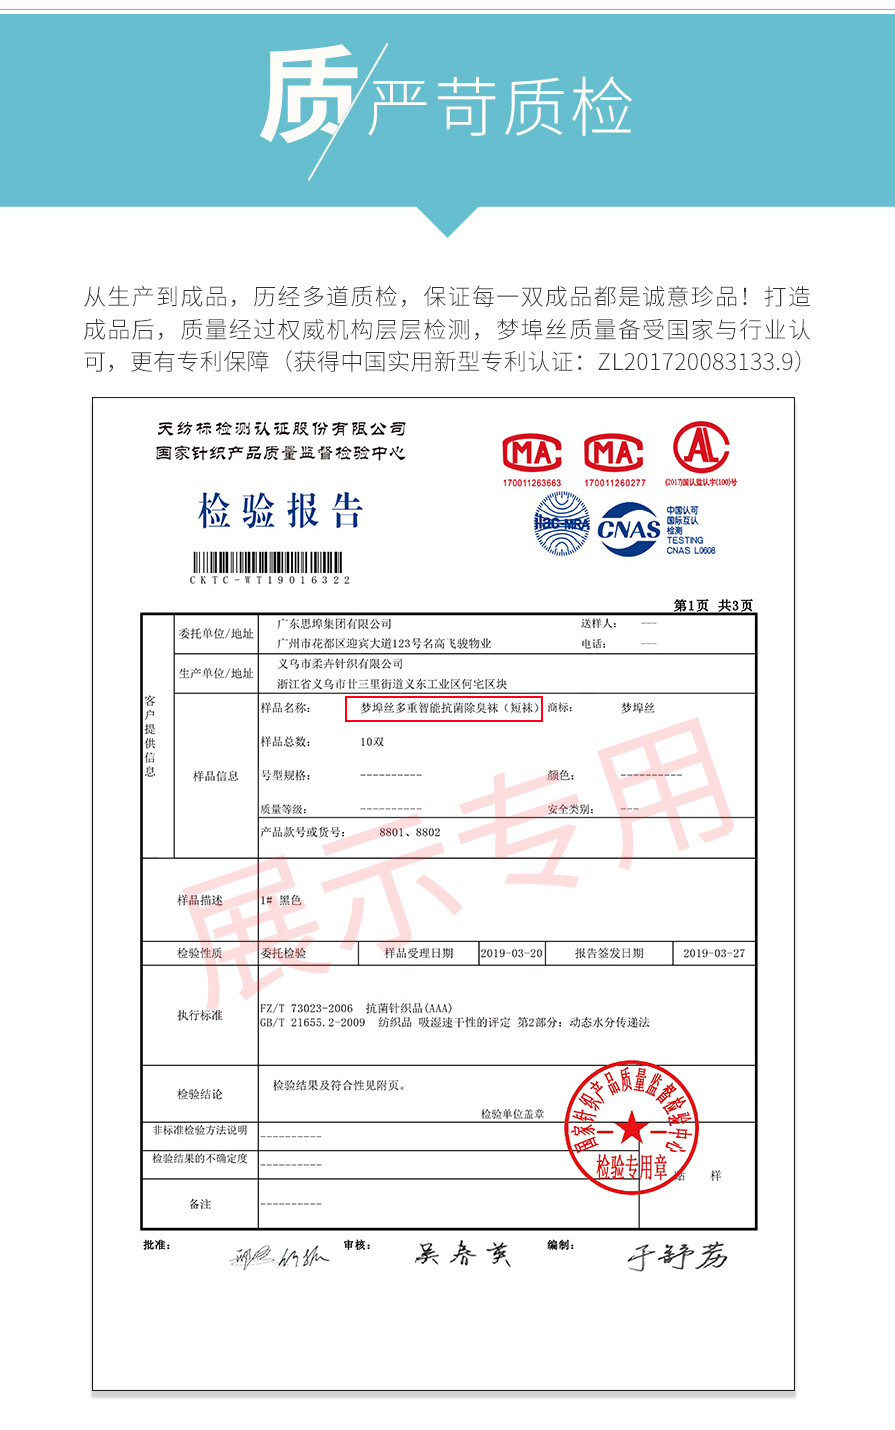 质 严苛质检
从生产到成品，历经多道质检，保证每一双成品都是诚意珍品！打造
成品后，质量经过权威机构层层检测，梦埠丝质量备受国家与行业认
可，更有专利保障（获得中国实用新型专利认证：ZL201720083133.9）
天纺标检测认证股份有限公司
国家针织产品质量监督检验中心
检验报告
CKTC-WT19016322
MA
170011263663
MA
170011260277
AL
(2017)国认监认字(100)号
ilac-MRA
CNAS
中国认可
国际互认
检测
TESTING
CNAS L0608
第1页 共3页
客户提供信息
委托单位/地址
广东思埠集团有限公司
送样人： ---
广州市花都区迎宾大道123号名高飞骏物业
电话： ---
生产单位/地址
义乌市柔卉针织有限公司
浙江省义乌市廿三里街道义东工业区何宅区块
样品信息
样品名称： 梦埠丝多重智能抗菌除臭袜（短袜） 商标： 梦埠丝
样品总数： 10双
号型规格： ---------- 颜色： ----------
质量等级： ---------- 安全类别： ---
产品款号或货号： 8801、8802
样品描述 1# 黑色
检验性质 委托检验 样品受理日期 2019-03-20 报告签发日期 2019-03-27
执行标准
FZ/T 73023-2006 抗菌针织品(AAA)
GB/T 21655.2-2009 纺织品 吸湿速干性的评定 第2部分：动态水分传递法
检验结论 检验结果及符合性见附页。
检验单位盖章
非标准检验方法说明 ----------
检验结果的不确定度 ----------
备注 ----------
样
国家针织产品质量监督检验中心
检验专用章
展示专用
批准： 审核： 吴春英 编制： 于舒荔